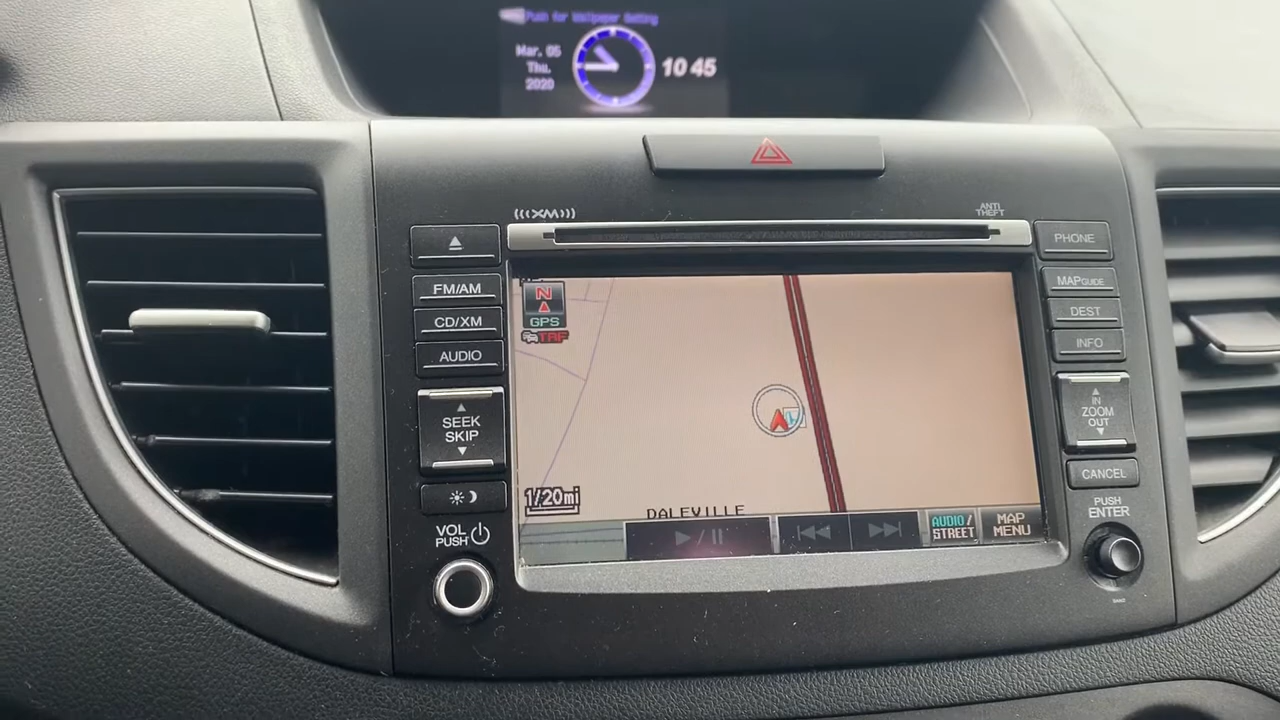 Push for Wallpaper Setting
Mar. 05
Thu.
2020
10 45
XM
ANTI
THEFT
FM/AM
CD/XM
AUDIO
SEEK
SKIP
VOL
PUSH
N
GPS
TRF
1/20mi
DALEVILLE
AUDIO/
STREET
MAP
MENU
PHONE
MAP GUIDE
DEST
INFO
IN
ZOOM
OUT
CANCEL
PUSH
ENTER